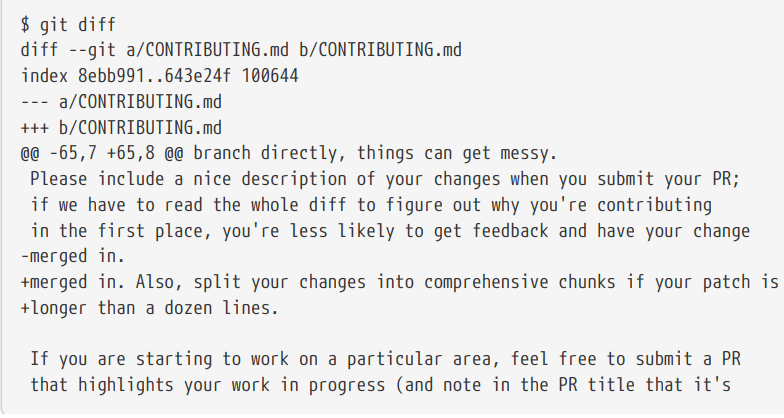 $ git diff
diff --git a/CONTRIBUTING.md b/CONTRIBUTING.md
index 8ebb991..643e24f 100644
--- a/CONTRIBUTING.md
+++ b/CONTRIBUTING.md
@@ -65,7 +65,8 @@ branch directly, things can get messy.
 Please include a nice description of your changes when you submit your PR;
 if we have to read the whole diff to figure out why you're contributing
 in the first place, you're less likely to get feedback and have your change
-merged in.
+merged in. Also, split your changes into comprehensive chunks if your patch is
+longer than a dozen lines.

 If you are starting to work on a particular area, feel free to submit a PR
 that highlights your work in progress (and note in the PR title that it's